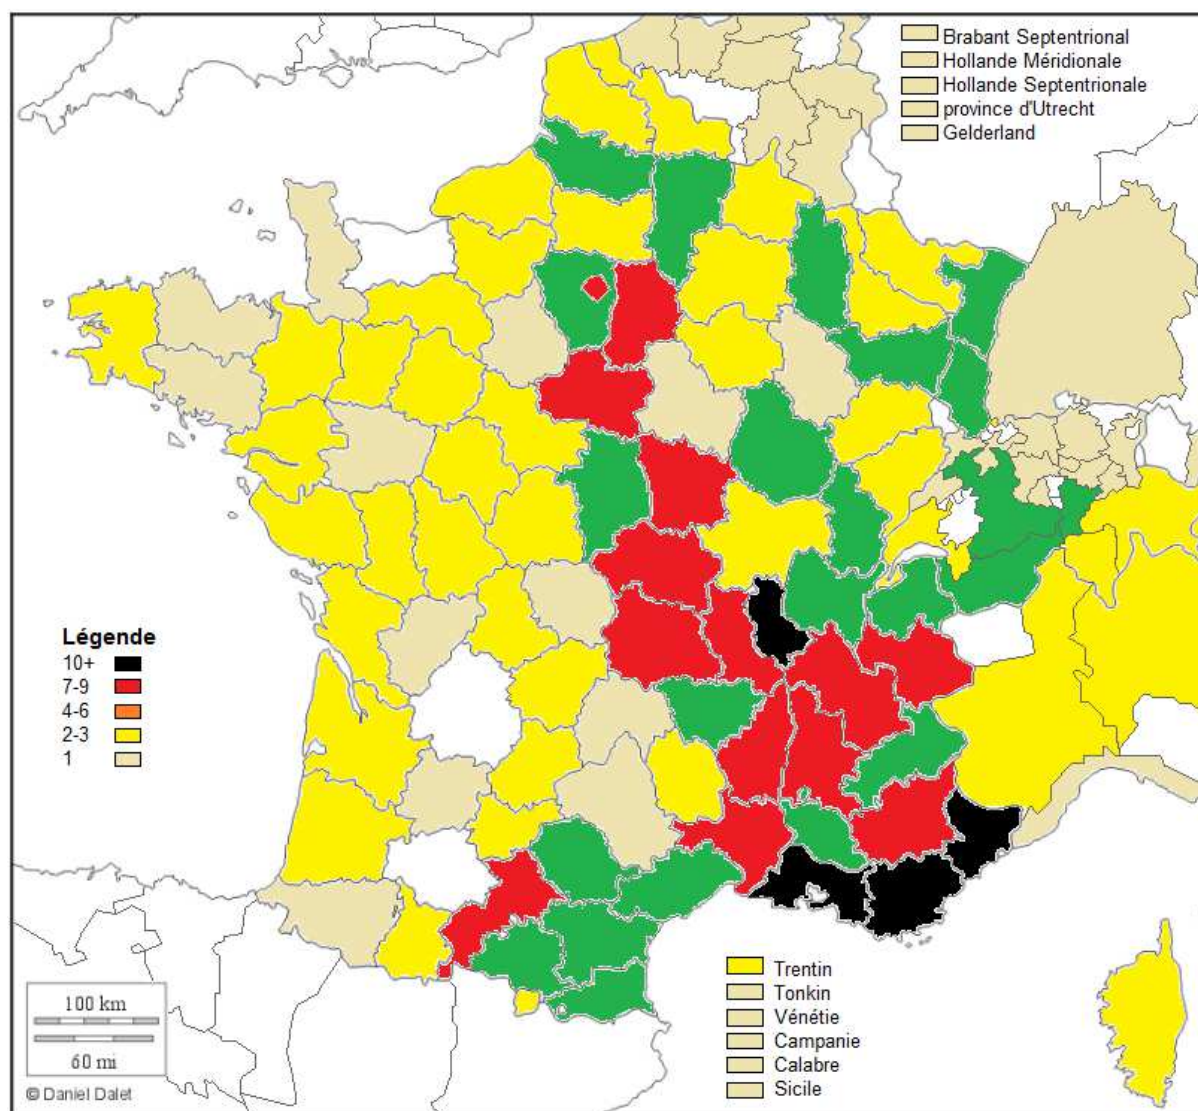 Brabant Septentrional
Hollande Méridionale
Hollande Septentrionale
province d'Utrecht
Gelderland
Légende
10+
7-9
4-6
2-3
1
Trentin
Tonkin
Vénétie
Campanie
Calabre
Sicile
100 km
60 mi
© Daniel Dalet